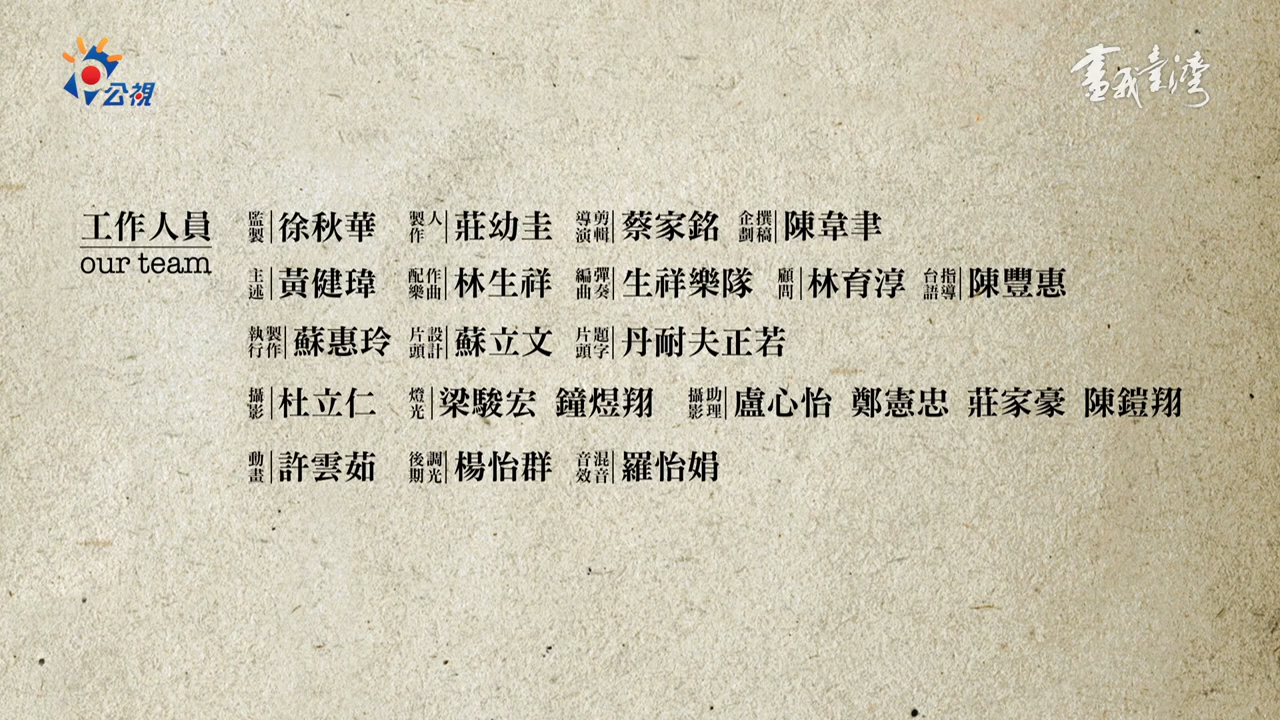 公視
畫我臺灣
工作人員
our team
監製 徐秋華 製作人 莊幼圭 導演 剪輯 蔡家銘 企劃 撰稿 陳韋聿
主述 黃健瑋 配樂 作曲 林生祥 編曲 彈奏 生祥樂隊 顧問 林育淳 台語 指導 陳豐惠
執行 製作 蘇惠玲 片頭 設計 蘇立文 片頭 題字 丹耐夫正若
攝影 杜立仁 燈光 梁駿宏 鐘煜翔 攝影 助理 盧心怡 鄭憲忠 莊家豪 陳鎧翔
動畫 許雲茹 後期 調光 楊怡群 音效 混音 羅怡娟